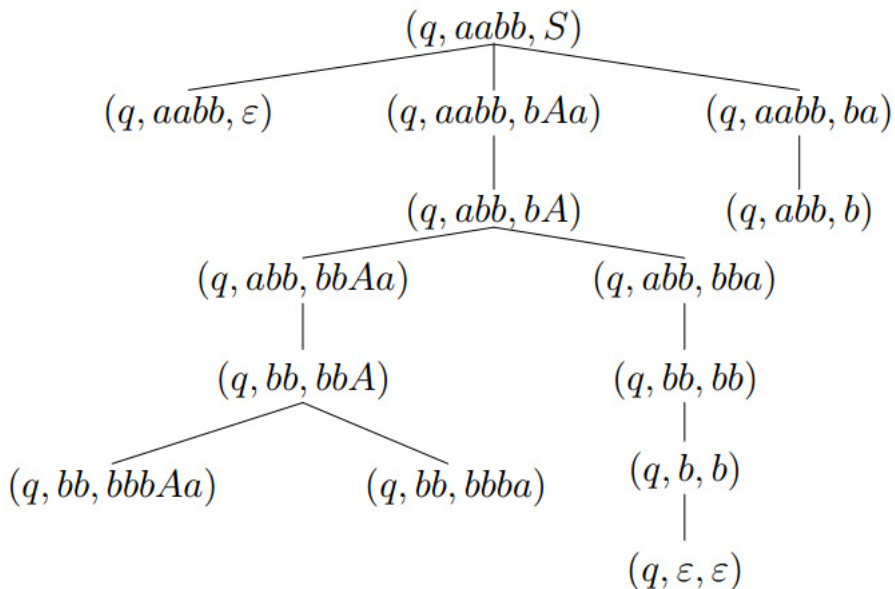 (q, aabb, S)
(q, aabb, ε) (q, aabb, bAa) (q, aabb, ba)
(q, abb, bA) (q, abb, b)
(q, abb, bbAa) (q, abb, bba)
(q, bb, bbA) (q, bb, bb)
(q, bb, bbbAa) (q, bb, bbba) (q, b, b)
(q, ε, ε)